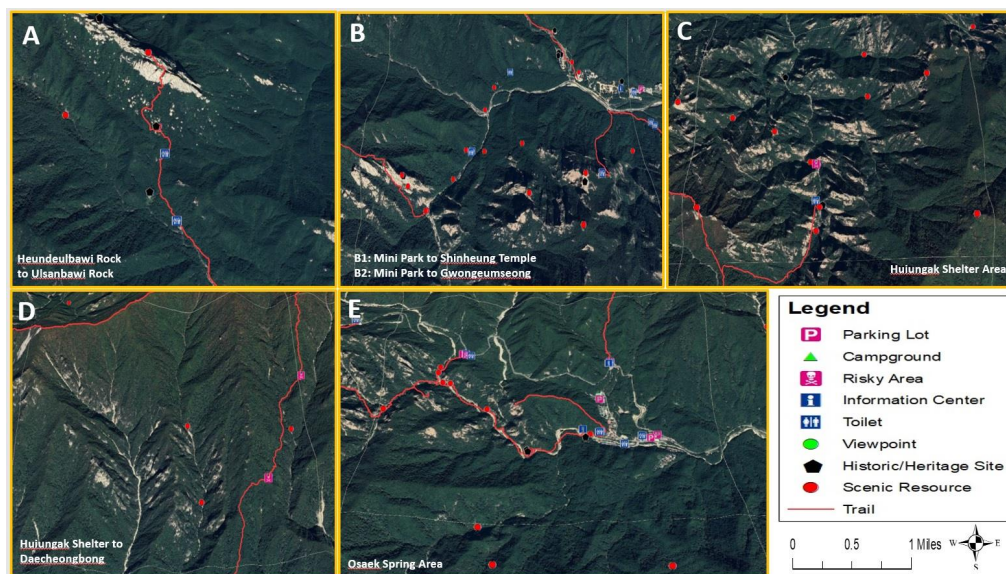 A
Heundeulbawi Rock
to Ulsanbawi Rock
B
B1: Mini Park to Shinheung Temple
B2: Mini Park to Gwongeumseong
C
Huiungak Shelter Area
D
Huiungak Shelter to
Daecheongbong
E
Osaek Spring Area
Legend
P Parking Lot
Campground
Risky Area
Information Center
Toilet
Viewpoint
Historic/Heritage Site
Scenic Resource
Trail
0 0.5 1 Miles
N
W E
S